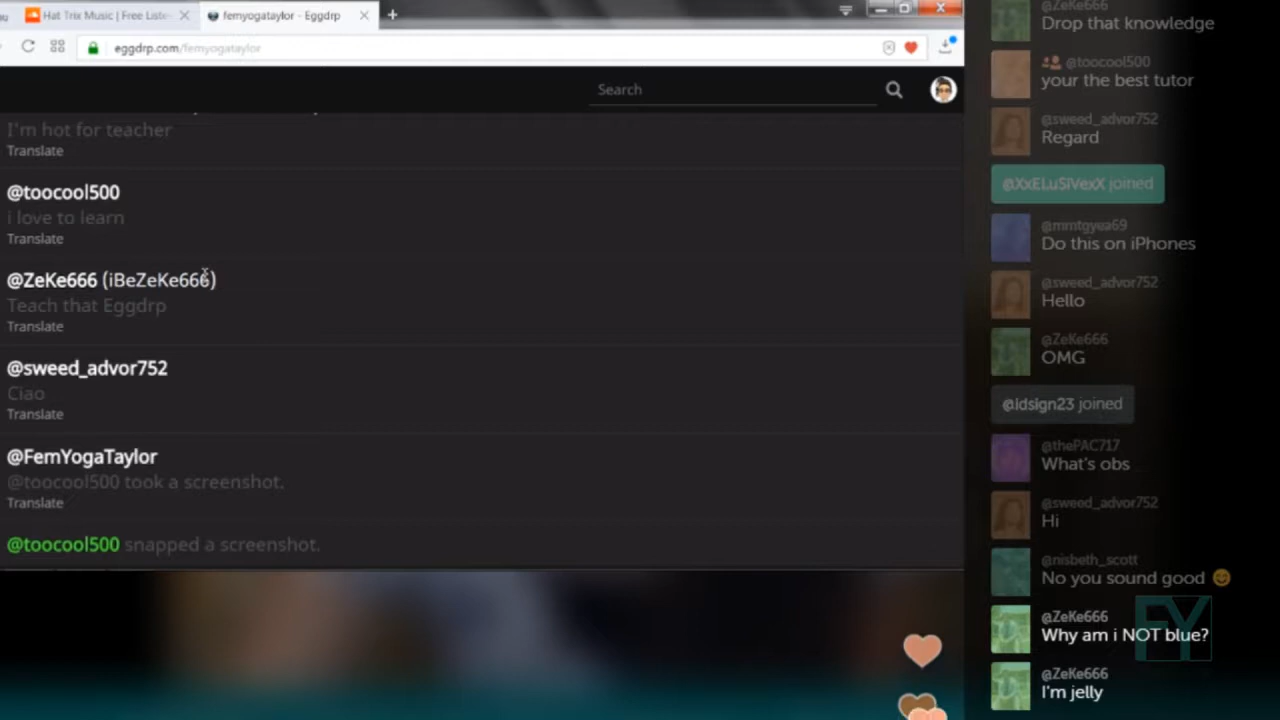 Hat Trix Music | Free Liste
femyogataylor - Eggdrp
eggdrp.com/femyogataylor
Search
I'm hot for teacher
Translate
@toocool500
i love to learn
Translate
@ZeKe666 (iBeZeKe666)
Teach that Eggdrp
Translate
@sweed_advor752
Ciao
Translate
@FemYogaTaylor
@toocool500 took a screenshot.
Translate
@toocool500 snapped a screenshot.
@ZeKe666
Drop that knowledge
@toocool500
your the best tutor
@sweed_advor752
Regard
@XxELuSIVexX joined
@mmtgyea69
Do this on iPhones
@sweed_advor752
Hello
@ZeKe666
OMG
@idsign23 joined
@thePAC717
What's obs
@sweed_advor752
Hi
@nisbeth_scott
No you sound good 😊
@ZeKe666
Why am i NOT blue?
@ZeKe666
I'm jelly
FY